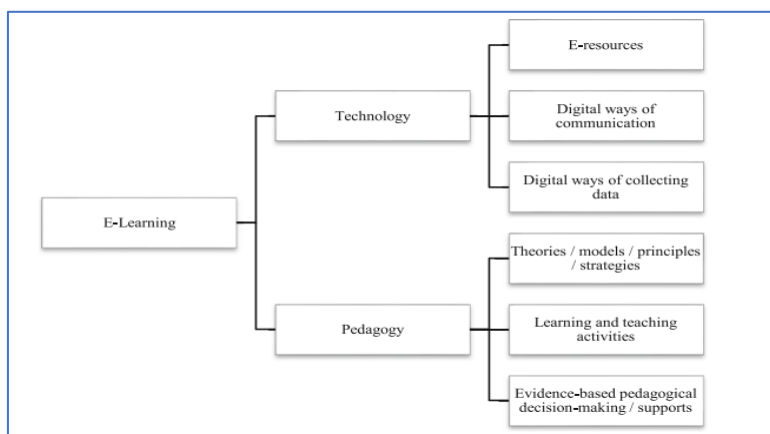 E-resources
Technology
Digital ways of
communication
Digital ways of collecting
data
E-Learning
Theories / models / principles
/ strategies
Pedagogy
Learning and teaching
activities
Evidence-based pedagogical
decision-making / supports